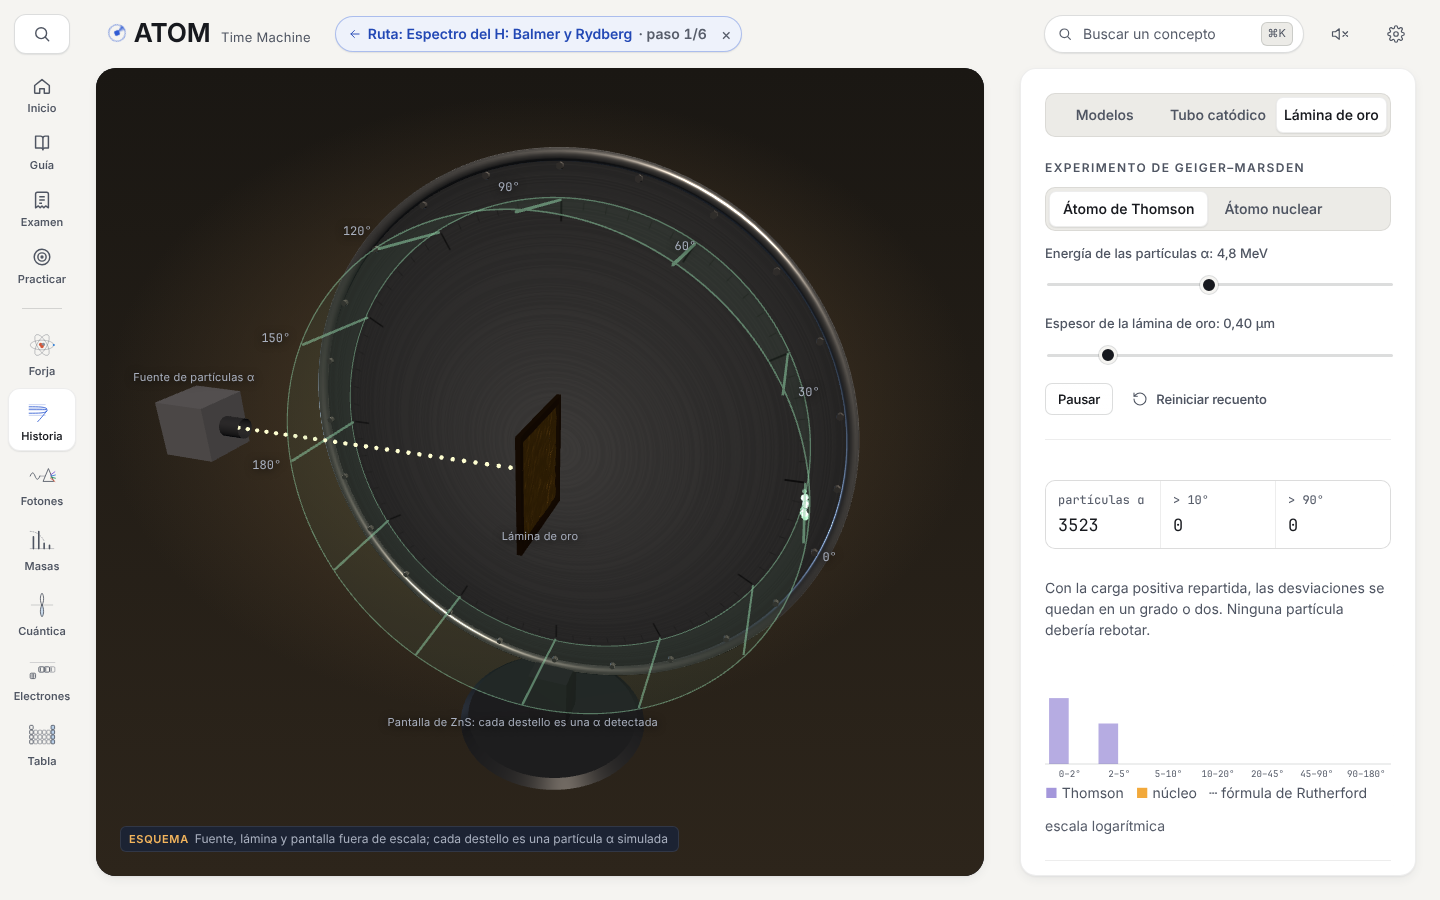 ATOM Time Machine
← Ruta: Espectro del H: Balmer y Rydberg · paso 1/6 ×
Buscar un concepto ⌘K
Inicio
Guía
Examen
Practicar
Forja
Historia
Fotones
Masas
Cuántica
Electrones
Tabla
90°
120°
60°
150°
30°
Fuente de partículas α
180°
Lámina de oro
0°
Pantalla de ZnS: cada destello es una α detectada
ESQUEMA Fuente, lámina y pantalla fuera de escala; cada destello es una partícula α simulada
Modelos Tubo catódico Lámina de oro
EXPERIMENTO DE GEIGER–MARSDEN
Átomo de Thomson Átomo nuclear
Energía de las partículas α: 4,8 MeV
Espesor de la lámina de oro: 0,40 μm
Pausar Reiniciar recuento
partículas α > 10° > 90°
3523 0 0
Con la carga positiva repartida, las desviaciones se
quedan en un grado o dos. Ninguna partícula
debería rebotar.
0–2° 2–5° 5–10° 10–20° 20–45° 45–90° 90–180°
Thomson núcleo fórmula de Rutherford
escala logarítmica